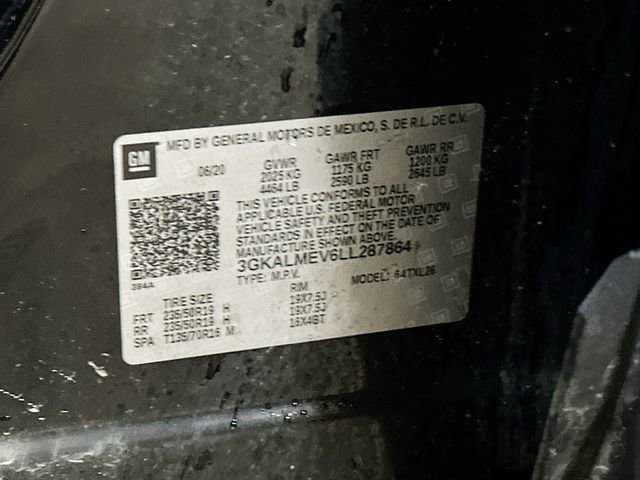 MFD BY GENERAL MOTORS DE MEXICO, S. DE R.L. DE C.V.
GM
06/20 GVWR GAWR FRT GAWR RR
2025 KG 1175 KG 1200 KG
4464 LB 2590 LB 2645 LB
THIS VEHICLE CONFORMS TO ALL
APPLICABLE U.S. FEDERAL MOTOR
VEHICLE SAFETY AND THEFT PREVENTION
STANDARDS IN EFFECT ON THE DATE OF
MANUFACTURE SHOWN ABOVE.
3GKALMEV6LL287864
384A TYPE: M.P.V. MODEL: 64TXL26
TIRE SIZE RIM
FRT 235/50R19 H 19X7.5J
RR 235/50R19 H 19X7.5J
SPA T135/70R16 M 16X4BT